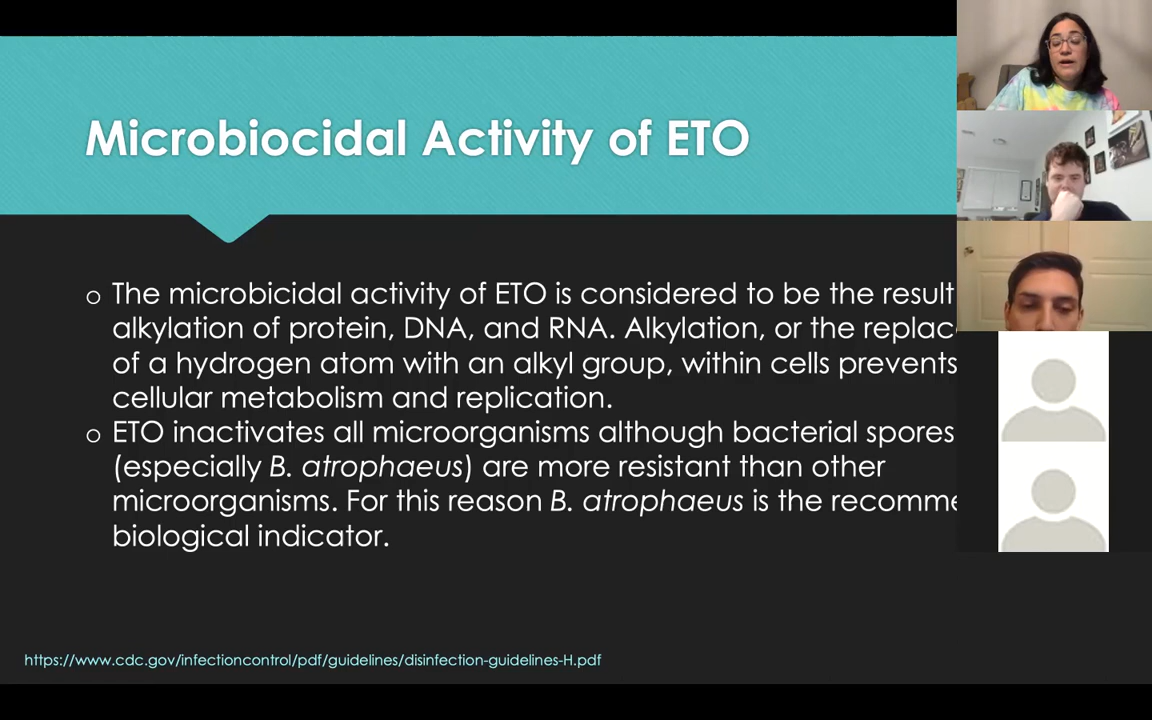 Microbiocidal Activity of ETO
o The microbicidal activity of ETO is considered to be the result
alkylation of protein, DNA, and RNA. Alkylation, or the replac
of a hydrogen atom with an alkyl group, within cells prevents
cellular metabolism and replication.
o ETO inactivates all microorganisms although bacterial spores
(especially B. atrophaeus) are more resistant than other
microorganisms. For this reason B. atrophaeus is the recomme
biological indicator.
https://www.cdc.gov/infectioncontrol/pdf/guidelines/disinfection-guidelines-H.pdf